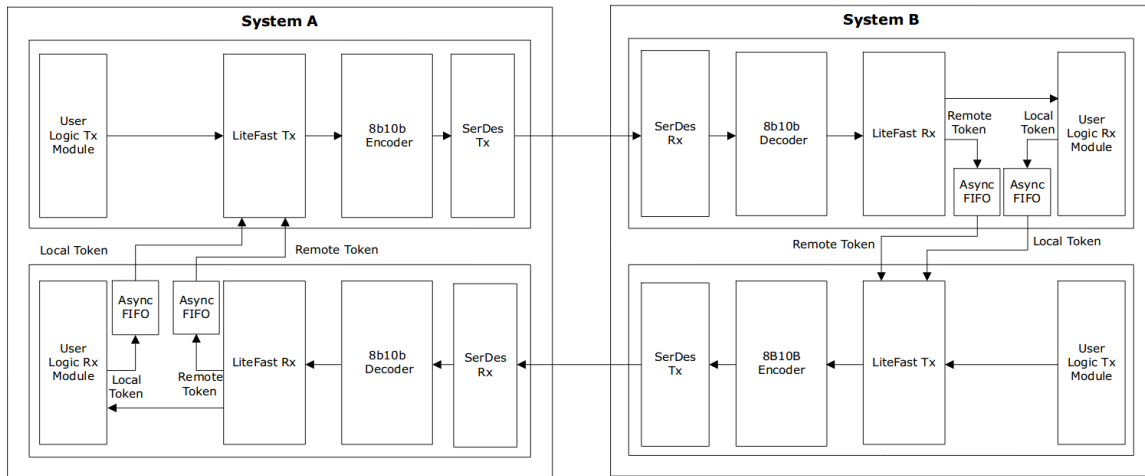 System A
User
Logic Tx
Module
LiteFast Tx
8b10b
Encoder
SerDes
Tx
Local Token
Remote Token
User
Logic Rx
Module
Async
FIFO
Async
FIFO
Local
Token
Remote
Token
LiteFast Rx
8b10b
Decoder
SerDes
Rx
System B
SerDes
Rx
8b10b
Decoder
LiteFast Rx
Remote
Token
Local
Token
User
Logic Rx
Module
Async
FIFO
Async
FIFO
Remote Token
Local Token
SerDes
Tx
8B10B
Encoder
LiteFast Tx
User
Logic Tx
Module